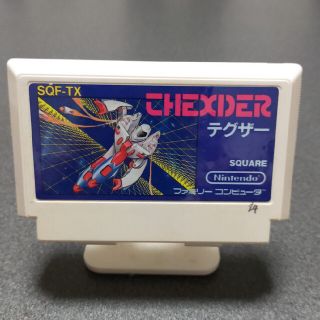 SQF-TX
THEXDER
テグザー
SQUARE
Nintendo
ファミリー コンピュータ